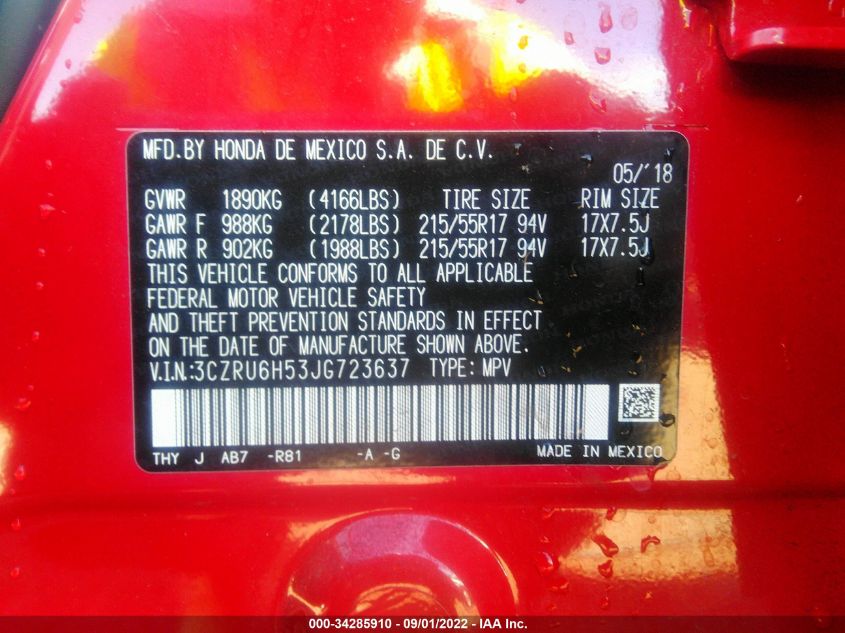 MFD.BY HONDA DE MEXICO S.A. DE C.V.
05/'18
GVWR 1890KG (4166LBS) TIRE SIZE RIM SIZE
GAWR F 988KG (2178LBS) 215/55R17 94V 17X7.5J
GAWR R 902KG (1988LBS) 215/55R17 94V 17X7.5J
THIS VEHICLE CONFORMS TO ALL APPLICABLE
FEDERAL MOTOR VEHICLE SAFETY
AND THEFT PREVENTION STANDARDS IN EFFECT
ON THE DATE OF MANUFACTURE SHOWN ABOVE.
V.I.N.:3CZRU6H53JG723637 TYPE: MPV
THY J AB7 -R81 -A -G MADE IN MEXICO
000-34285910 - 09/01/2022 - IAA Inc.